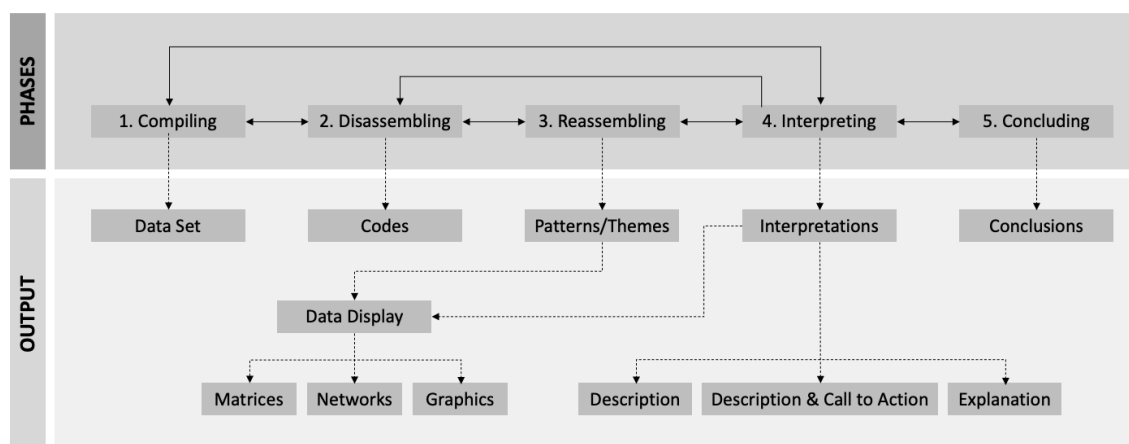 PHASES
1. Compiling
2. Disassembling
3. Reassembling
4. Interpreting
5. Concluding
OUTPUT
Data Set
Codes
Patterns/Themes
Interpretations
Conclusions
Data Display
Matrices
Networks
Graphics
Description
Description & Call to Action
Explanation